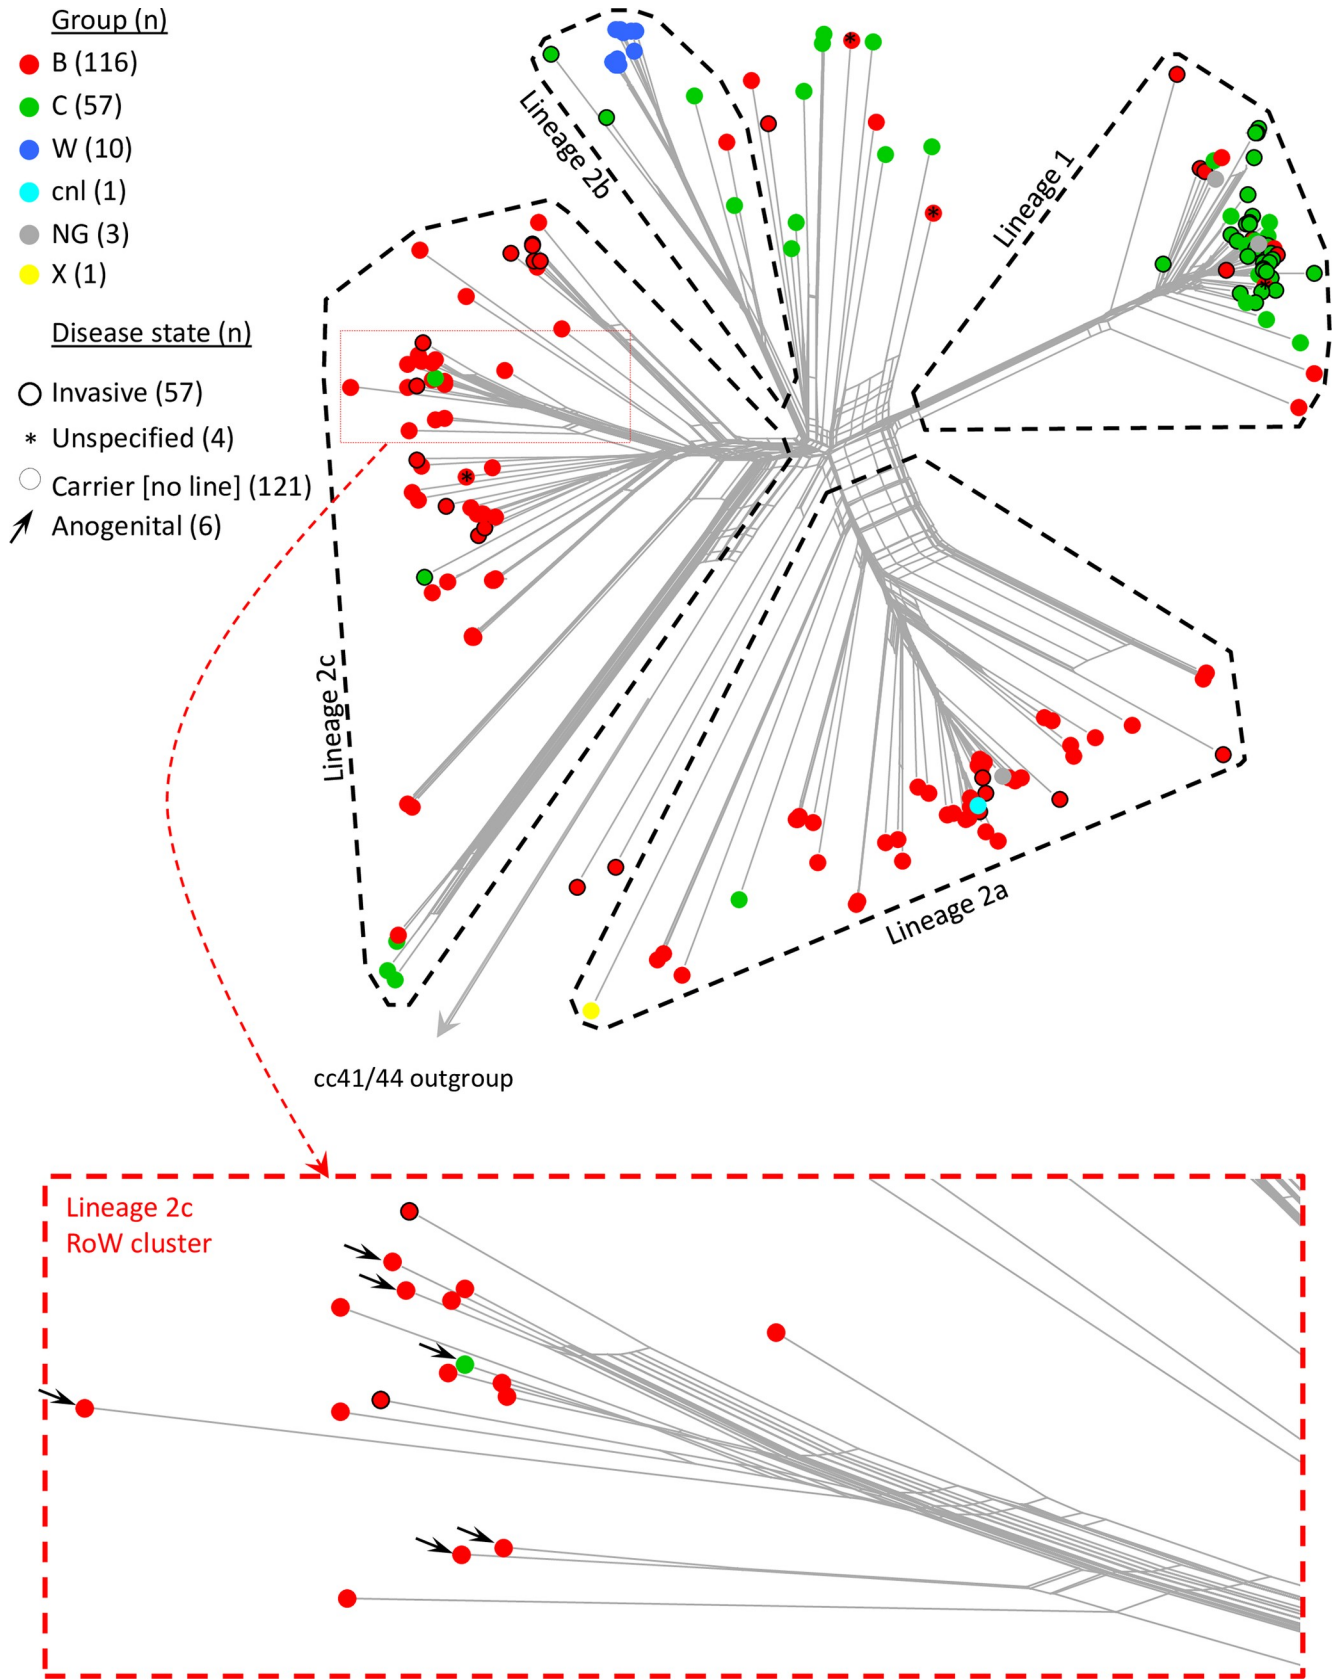 Group (n)
B (116)
C (57)
W (10)
cnl (1)
NG (3)
X (1)
Disease state (n)
Invasive (57)
* Unspecified (4)
Carrier [no line] (121)
Anogenital (6)
Lineage 2b
Lineage 1
Lineage 2c
Lineage 2a
cc41/44 outgroup
Lineage 2c
RoW cluster